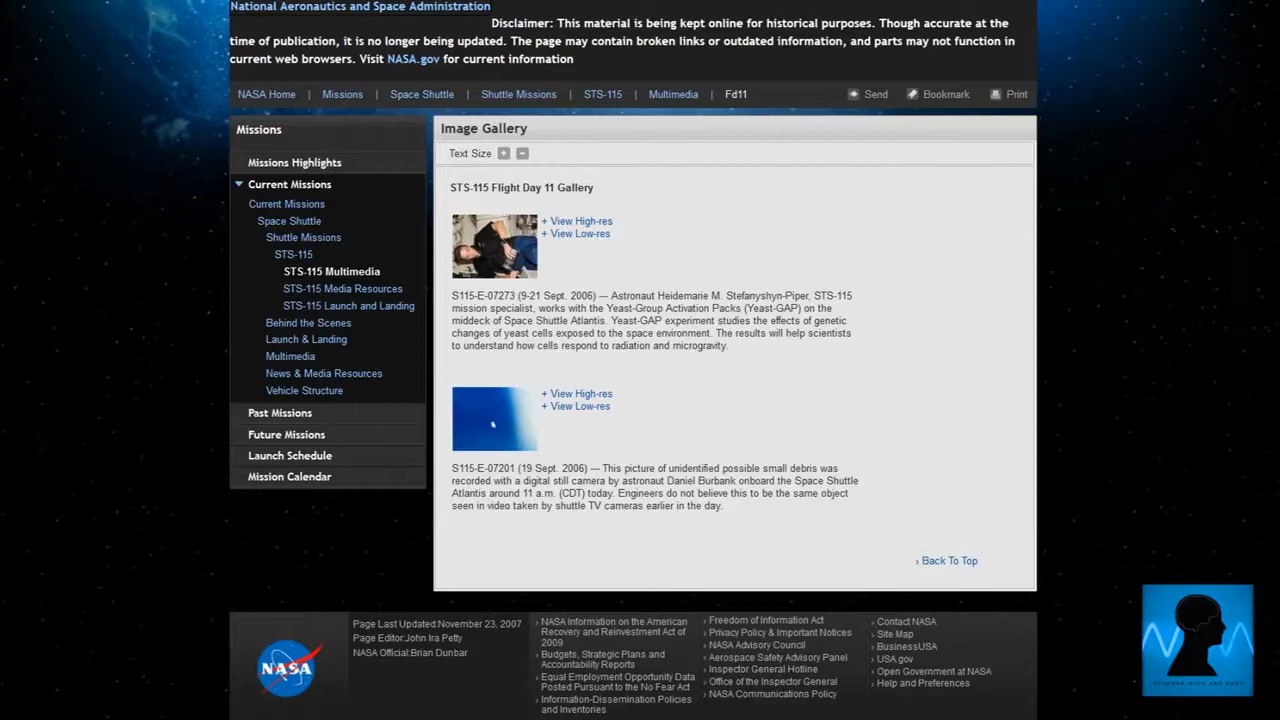 National Aeronautics and Space Administration
Disclaimer: This material is being kept online for historical purposes. Though accurate at the
time of publication, it is no longer being updated. The page may contain broken links or outdated information, and parts may not function in
current web browsers. Visit NASA.gov for current information
NASA Home | Missions | Space Shuttle | Shuttle Missions | STS-115 | Multimedia | Fd11
Send Bookmark Print
Missions
Missions Highlights
Current Missions
Current Missions
Space Shuttle
Shuttle Missions
STS-115
STS-115 Multimedia
STS-115 Media Resources
STS-115 Launch and Landing
Behind the Scenes
Launch & Landing
Multimedia
News & Media Resources
Vehicle Structure
Past Missions
Future Missions
Launch Schedule
Mission Calendar
Image Gallery
Text Size + −
STS-115 Flight Day 11 Gallery
+ View High-res
+ View Low-res
S115-E-07273 (9-21 Sept. 2006) --- Astronaut Heidemarie M. Stefanyshyn-Piper, STS-115
mission specialist, works with the Yeast-Group Activation Packs (Yeast-GAP) on the
middeck of Space Shuttle Atlantis. Yeast-GAP experiment studies the effects of genetic
changes of yeast cells exposed to the space environment. The results will help scientists
to understand how cells respond to radiation and microgravity.
+ View High-res
+ View Low-res
S115-E-07201 (19 Sept. 2006) --- This picture of unidentified possible small debris was
recorded with a digital still camera by astronaut Daniel Burbank onboard the Space Shuttle
Atlantis around 11 a.m. (CDT) today. Engineers do not believe this to be the same object
seen in video taken by shuttle TV cameras earlier in the day.
› Back To Top
NASA
Page Last Updated:November 23, 2007
Page Editor:John Ira Petty
NASA Official:Brian Dunbar
› NASA Information on the American
Recovery and Reinvestment Act of
2009
› Budgets, Strategic Plans and
Accountability Reports
› Equal Employment Opportunity Data
Posted Pursuant to the No Fear Act
› Information-Dissemination Policies
and Inventories
› Freedom of Information Act
› Privacy Policy & Important Notices
› NASA Advisory Council
› Aerospace Safety Advisory Panel
› Inspector General Hotline
› Office of the Inspector General
› NASA Communications Policy
› Contact NASA
› Site Map
› BusinessUSA
› USA.gov
› Open Government at NASA
› Help and Preferences